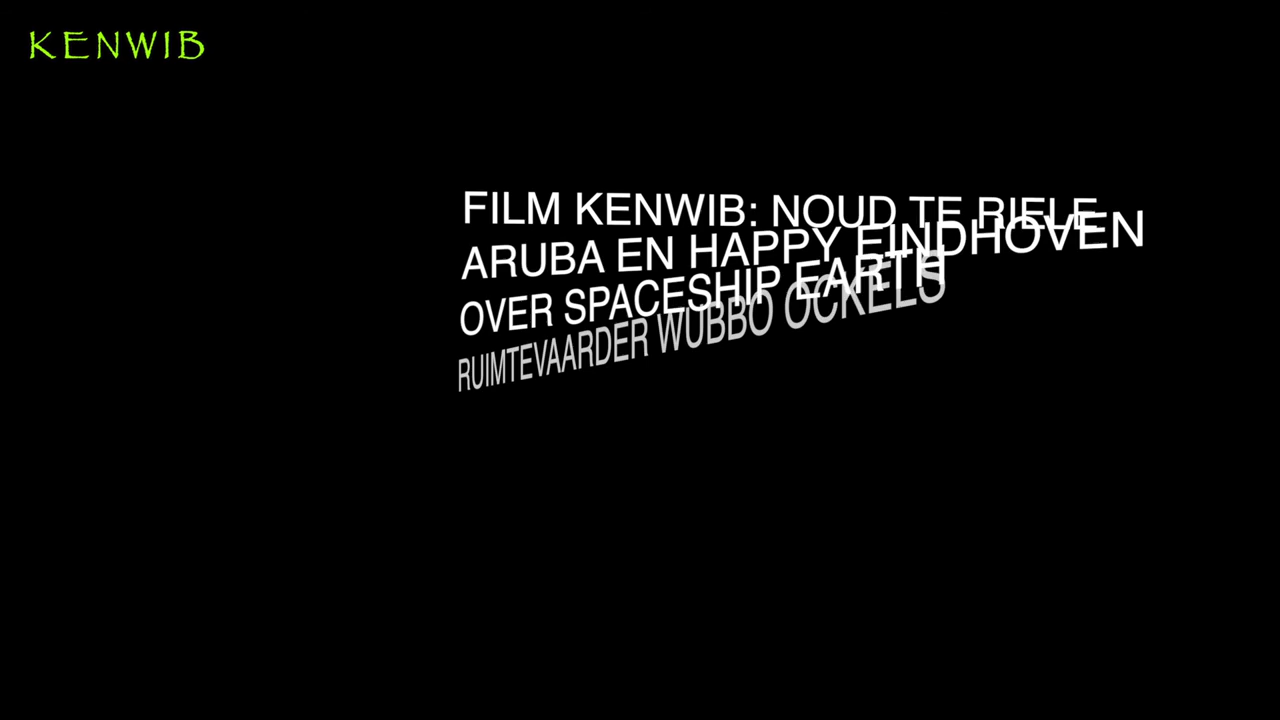 KENWIB
FILM KENWIB: NOUD TE RIELE
ARUBA EN HAPPY EINDHOVEN
OVER SPACESHIP EARTH
RUIMTEVAARDER WUBBO OCKELS